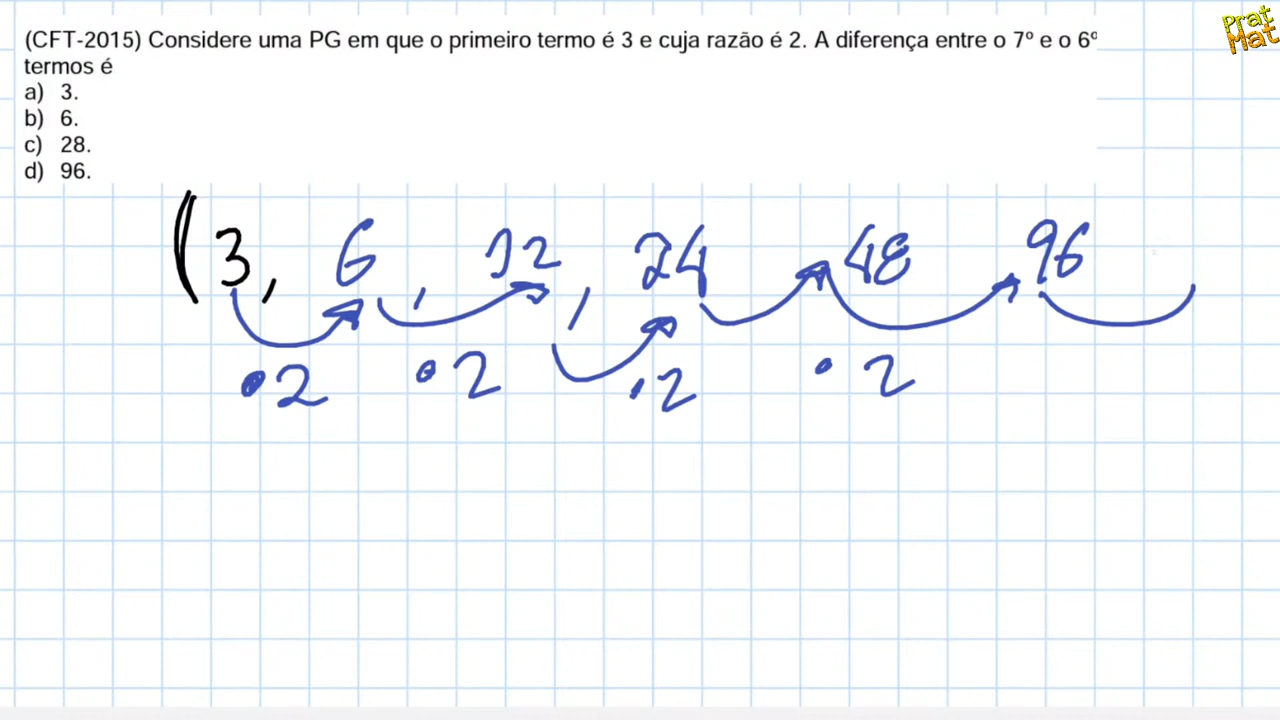 (CFT-2015) Considere uma PG em que o primeiro termo é 3 e cuja razão é 2. A diferença entre o 7º e o 6º
termos é
a) 3.
b) 6.
c) 28.
d) 96.
Prat
Mat
(3, 6, 12, 24 48 96
·2 ·2 ·2 ·2